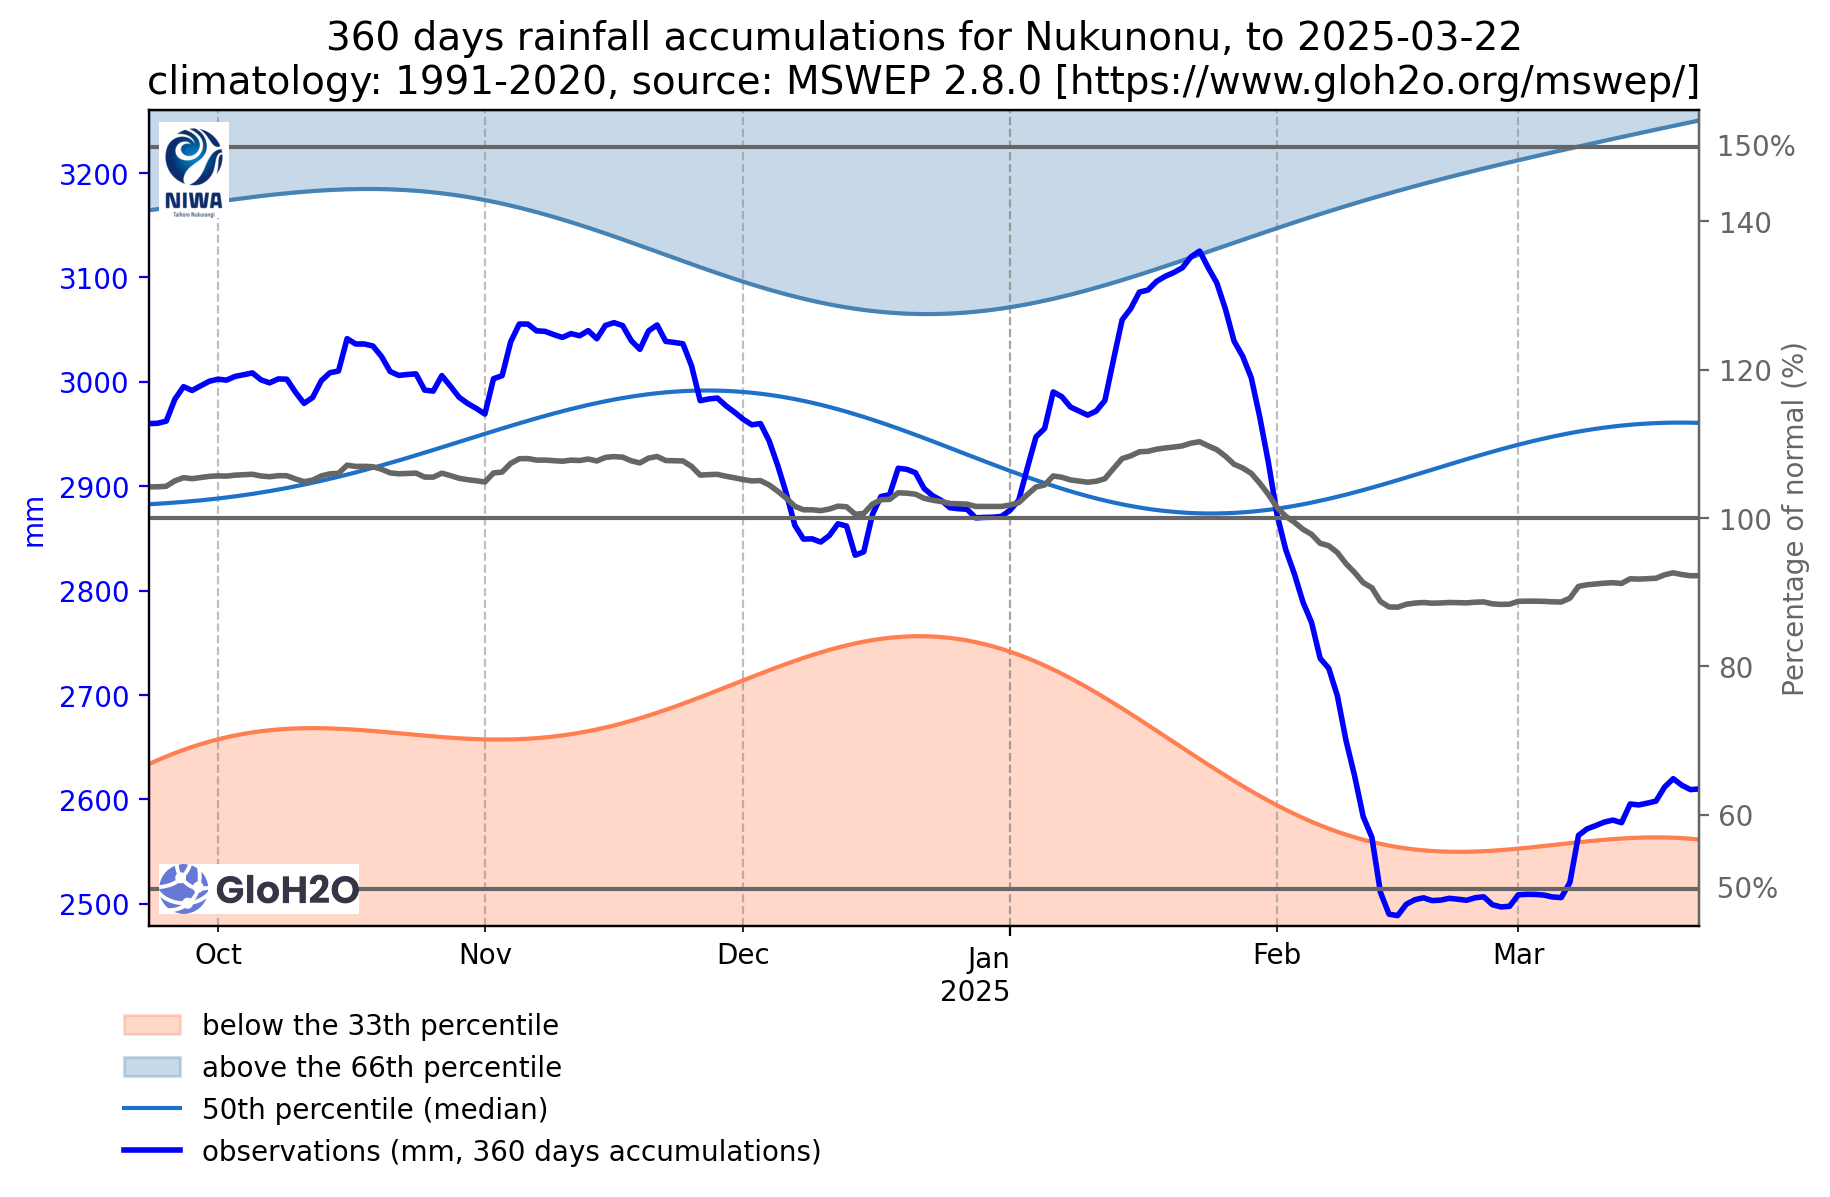 360 days rainfall accumulations for Nukunonu, to 2025-03-22
climatology: 1991-2020, source: MSWEP 2.8.0 [https://www.gloh2o.org/mswep/]
NIWA
Taihoro Nukurangi
3200
3100
3000
2900
2800
2700
2600
2500
mm
150%
140
120
100
80
60
50%
Percentage of normal (%)
GloH2O
Oct
Nov
Dec
Jan
2025
Feb
Mar
below the 33th percentile
above the 66th percentile
50th percentile (median)
observations (mm, 360 days accumulations)